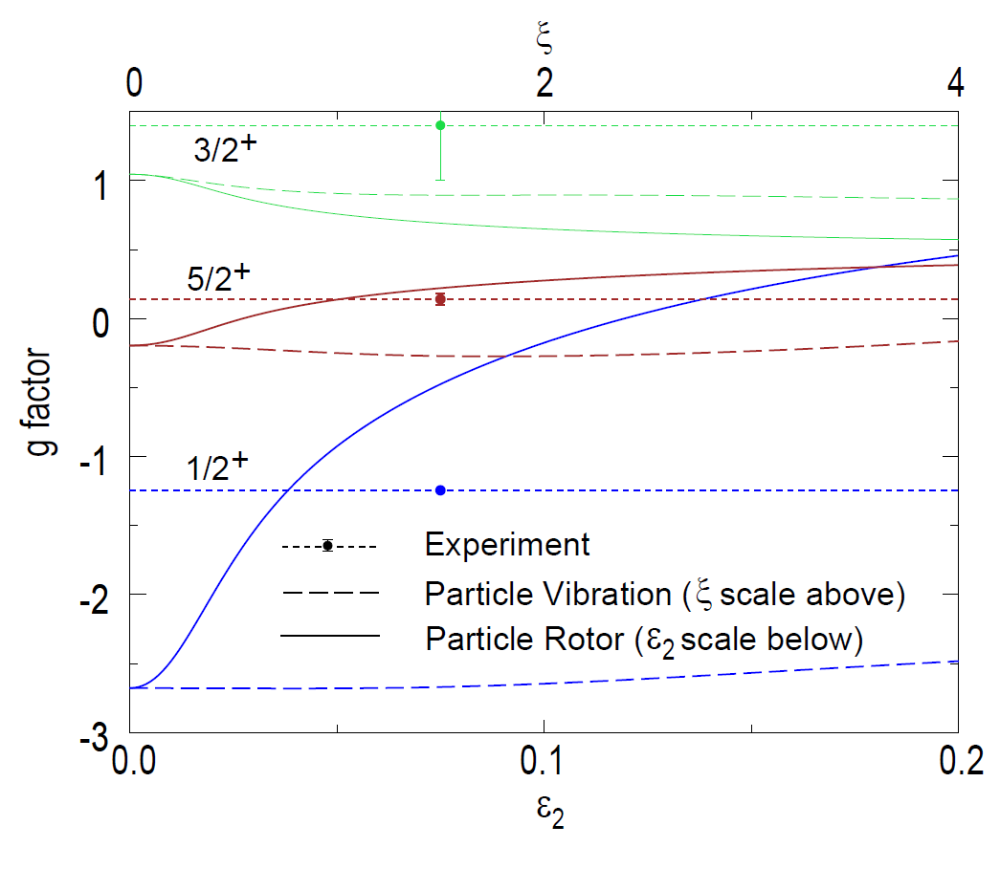 ξ
0 2 4
3/2+
1
5/2+
0
g factor
-1
1/2+
Experiment
-2
Particle Vibration (ξ scale above)
Particle Rotor (ε2 scale below)
-3
0.0 0.1 0.2
ε2